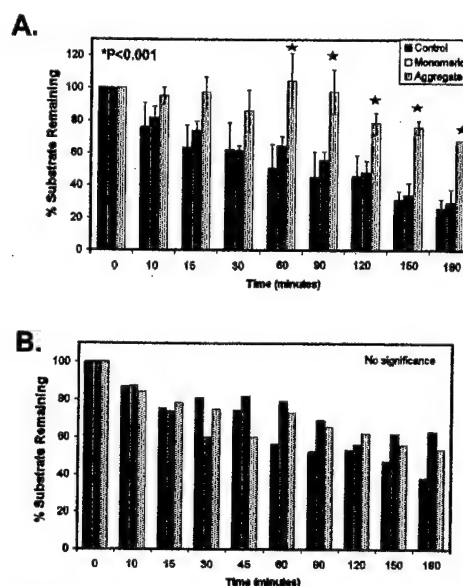 A.
*P<0.001
Control
Monomeric
Aggregate
% Substrate Remaining
120
100
80
60
40
20
0
0 10 15 30 60 90 120 150 180
Time (minutes)
B.
No significance
% Substrate Remaining
100
80
60
40
20
0
0 10 15 30 45 60 90 120 150 180
Time (minutes)